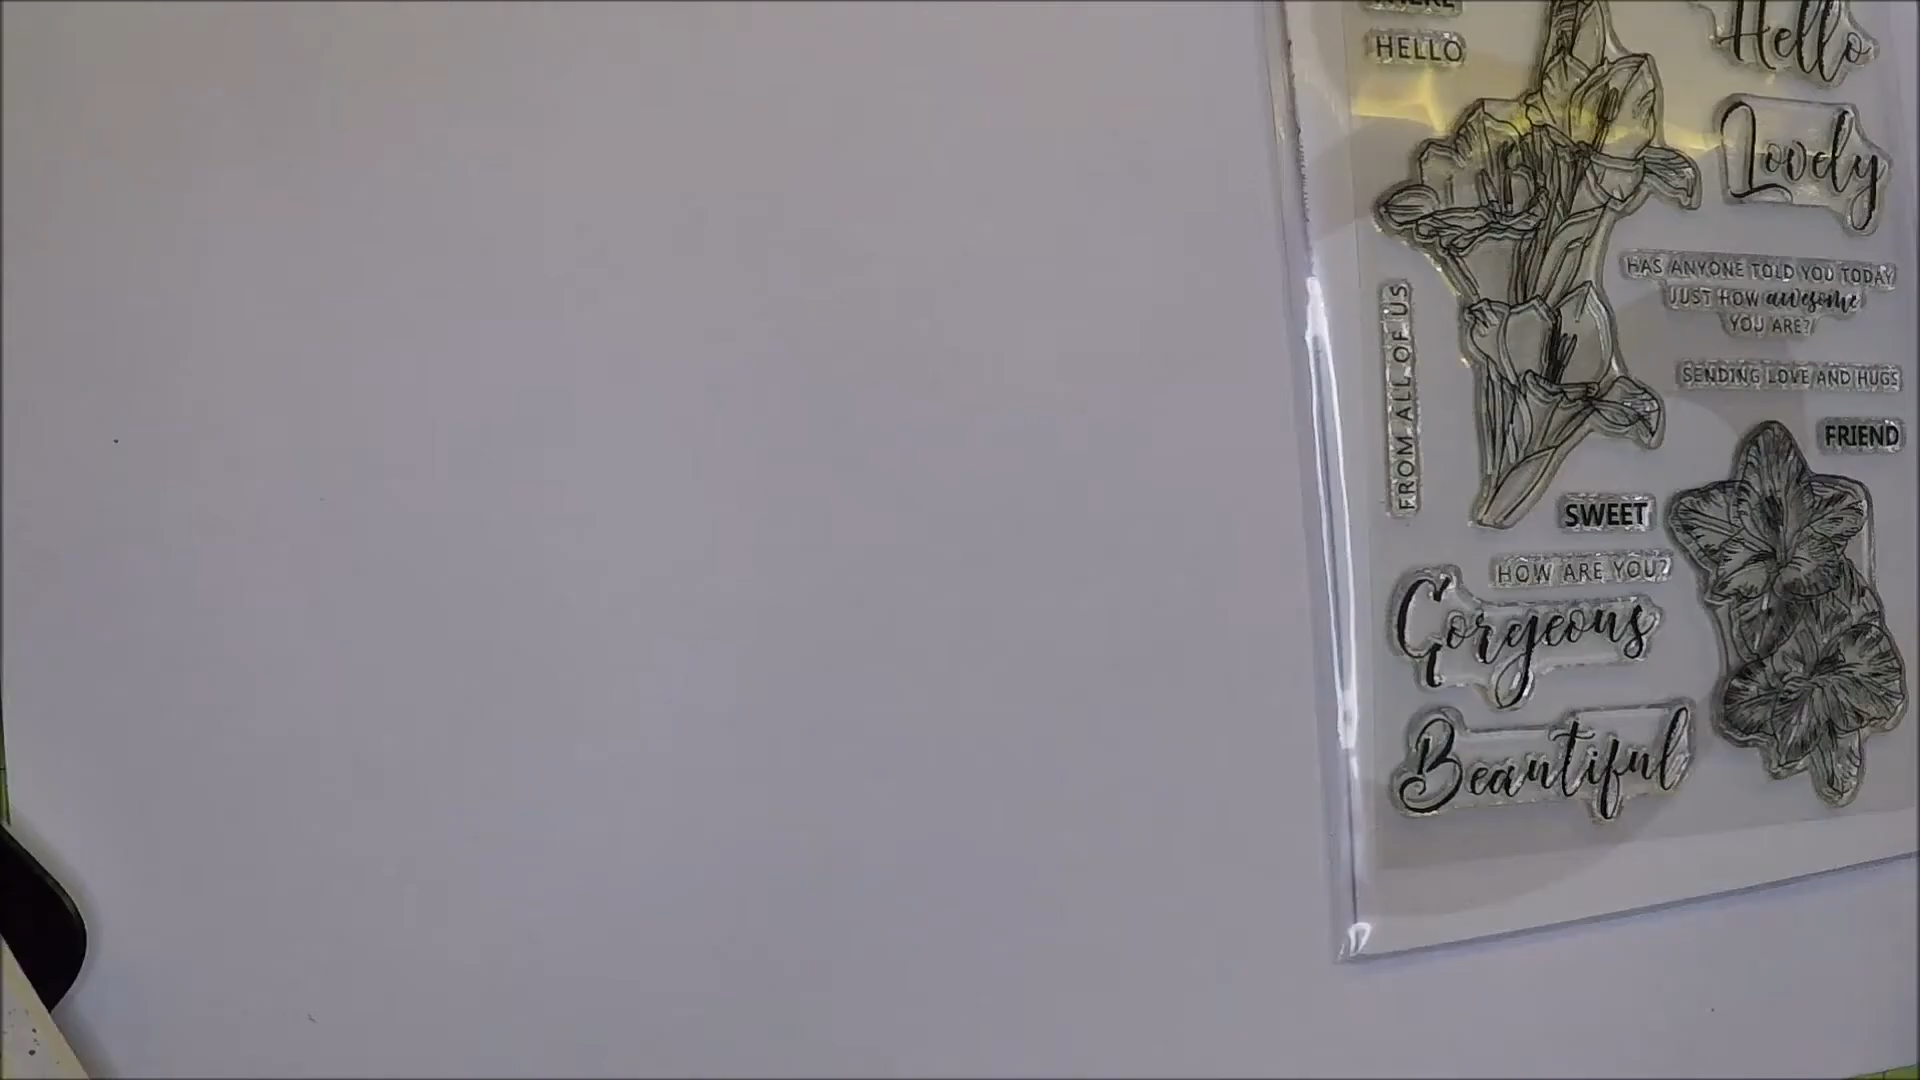 HELLO
Hello
Lovely
HAS ANYONE TOLD YOU TODAY
JUST HOW awesome
YOU ARE?
SENDING LOVE AND HUGS
FRIEND
FROM ALL OF US
SWEET
HOW ARE YOU?
Gorgeous
Beautiful